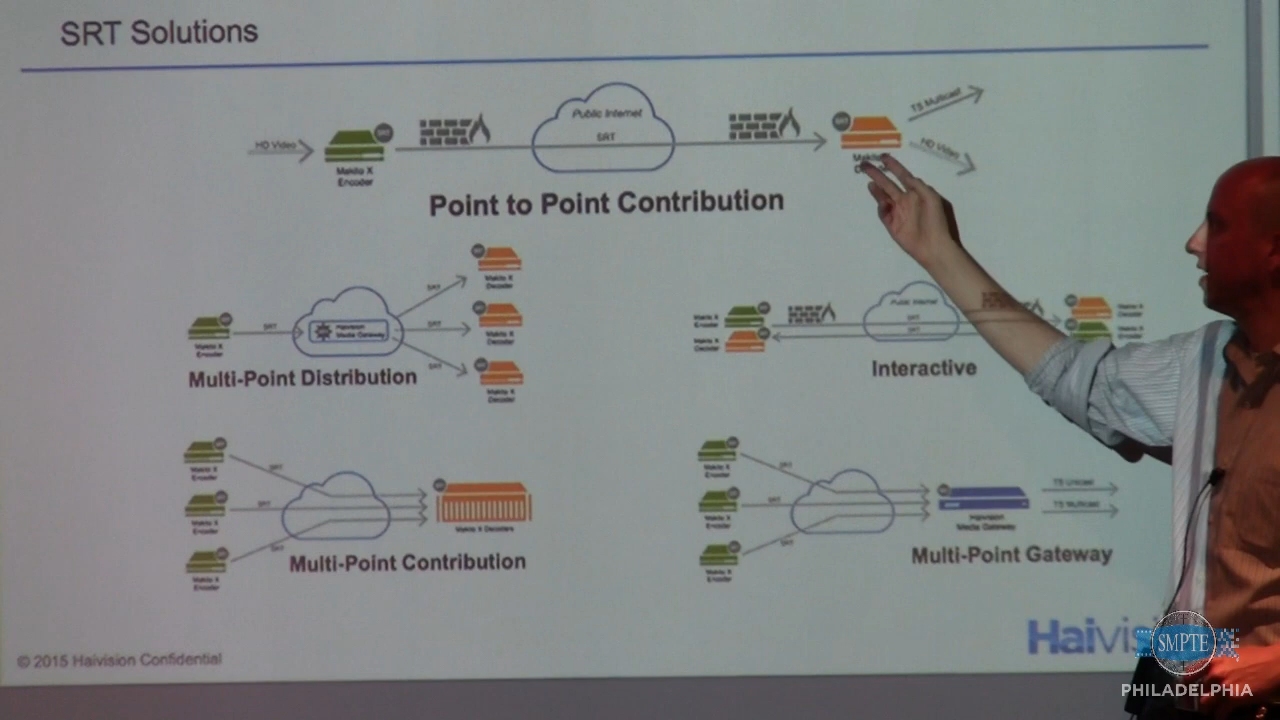 SRT Solutions
HD Video
Makito X
Encoder
SRT
Public Internet
SRT
SRT
TS Multicast
HD Video
Point to Point Contribution
Makito X
Encoder
SRT
Haivision
Media Gateway
SRT
SRT
SRT
Makito X
Decoder
Makito X
Decoder
Makito X
Decoder
Multi-Point Distribution
Makito X
Encoder
Makito X
Decoder
Public Internet
SRT
SRT
Makito X
Makito X
Interactive
Makito X
Encoder
Makito X
Encoder
Makito X
Encoder
SRT
SRT
SRT
Makito X Decoders
Multi-Point Contribution
Makito X
Encoder
Makito X
Encoder
Makito X
Encoder
SRT
SRT
SRT
Haivision
Media Gateway
TS Unicast
TS Multicast
Multi-Point Gateway
© 2015 Haivision Confidential
Haivis
SMPTE
PHILADELPHIA